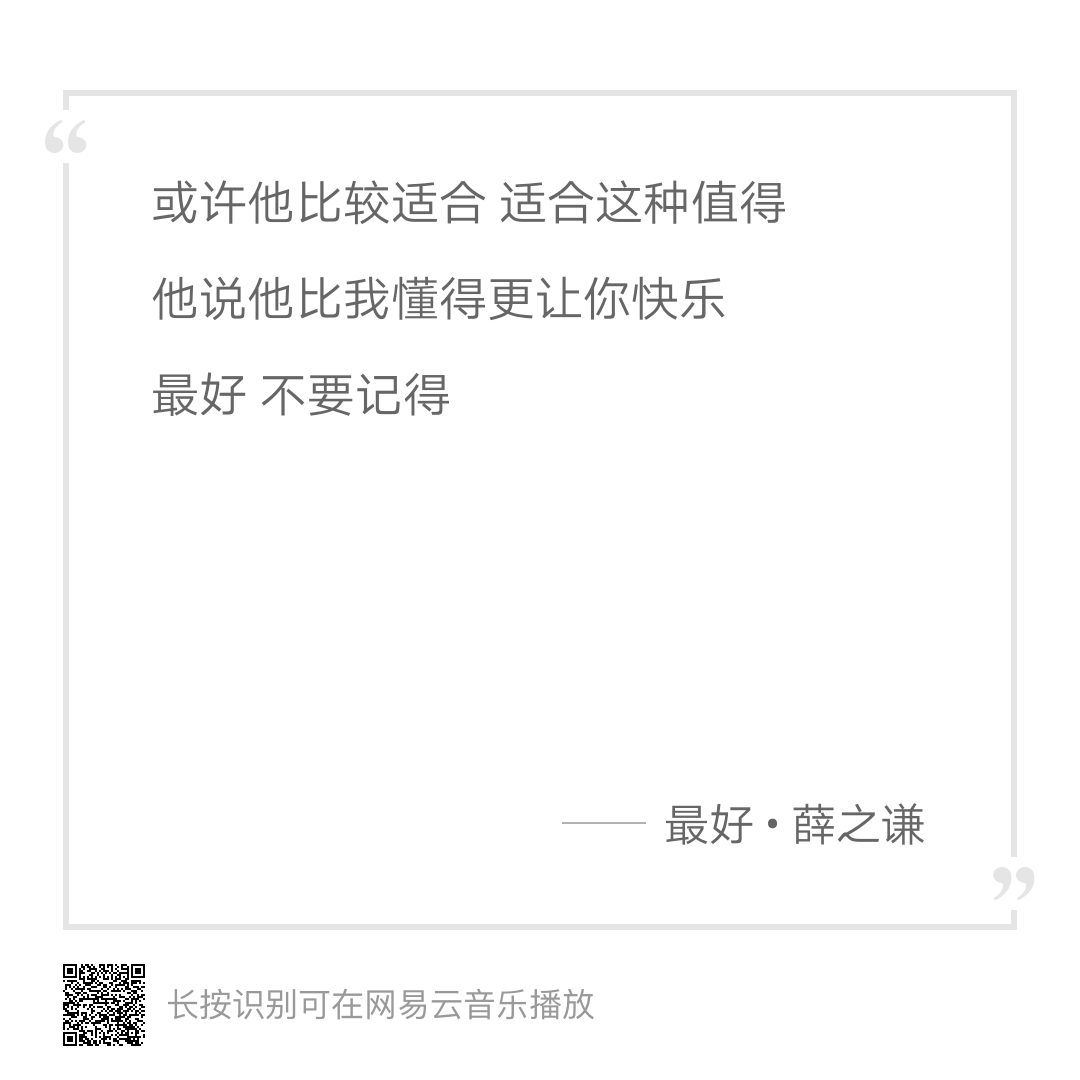 “
或许他比较适合 适合这种值得
他说他比我懂得更让你快乐
最好 不要记得
—— 最好·薛之谦
”
长按识别可在网易云音乐播放